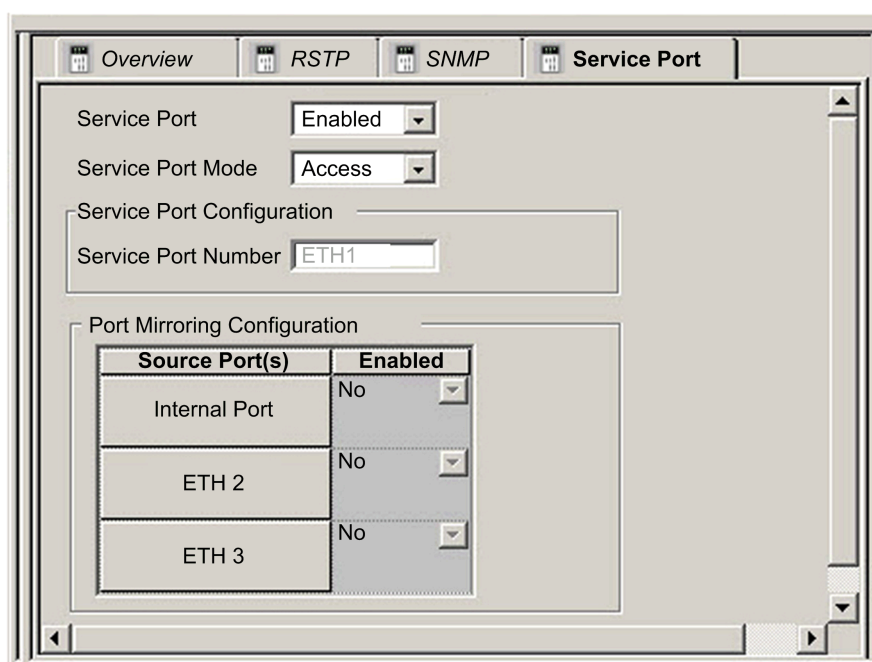 Overview RSTP SNMP Service Port
Service Port Enabled
Service Port Mode Access
Service Port Configuration
Service Port Number ETH1
Port Mirroring Configuration
Source Port(s) Enabled
Internal Port No
ETH 2 No
ETH 3 No